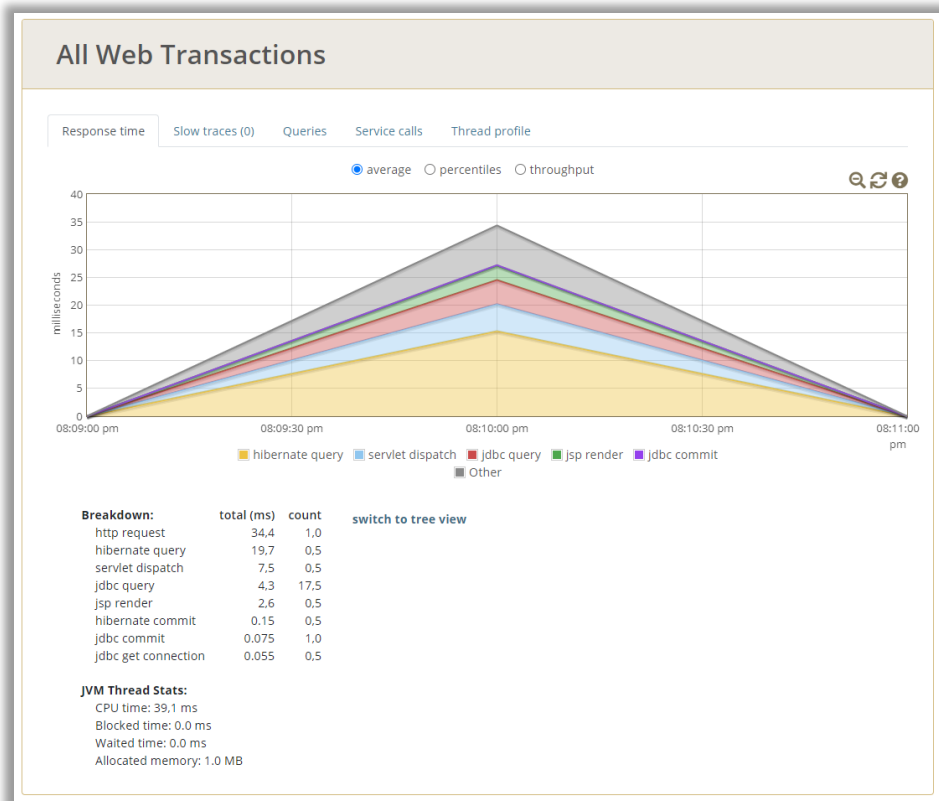 All Web Transactions
Response time Slow traces (0) Queries Service calls Thread profile
average percentiles throughput
milliseconds
40
35
30
25
20
15
10
5
0
08:09:00 pm 08:09:30 pm 08:10:00 pm 08:10:30 pm 08:11:00
pm
hibernate query servlet dispatch jdbc query jsp render jdbc commit
Other
Breakdown: total (ms) count switch to tree view
http request 34,4 1,0
hibernate query 19,7 0,5
servlet dispatch 7,5 0,5
jdbc query 4,3 17,5
jsp render 2,6 0,5
hibernate commit 0.15 0,5
jdbc commit 0.075 1,0
jdbc get connection 0.055 0,5
JVM Thread Stats:
CPU time: 39,1 ms
Blocked time: 0.0 ms
Waited time: 0.0 ms
Allocated memory: 1.0 MB